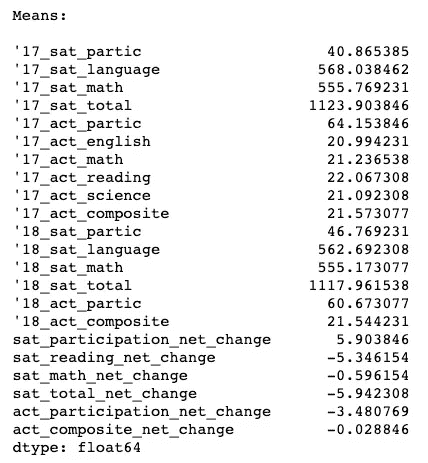 Means:
'17_sat_partic 40.865385
'17_sat_language 568.038462
'17_sat_math 555.769231
'17_sat_total 1123.903846
'17_act_partic 64.153846
'17_act_english 20.994231
'17_act_math 21.236538
'17_act_reading 22.067308
'17_act_science 21.092308
'17_act_composite 21.573077
'18_sat_partic 46.769231
'18_sat_language 562.692308
'18_sat_math 555.173077
'18_sat_total 1117.961538
'18_act_partic 60.673077
'18_act_composite 21.544231
sat_participation_net_change 5.903846
sat_reading_net_change -5.346154
sat_math_net_change -0.596154
sat_total_net_change -5.942308
act_participation_net_change -3.480769
act_composite_net_change -0.028846
dtype: float64